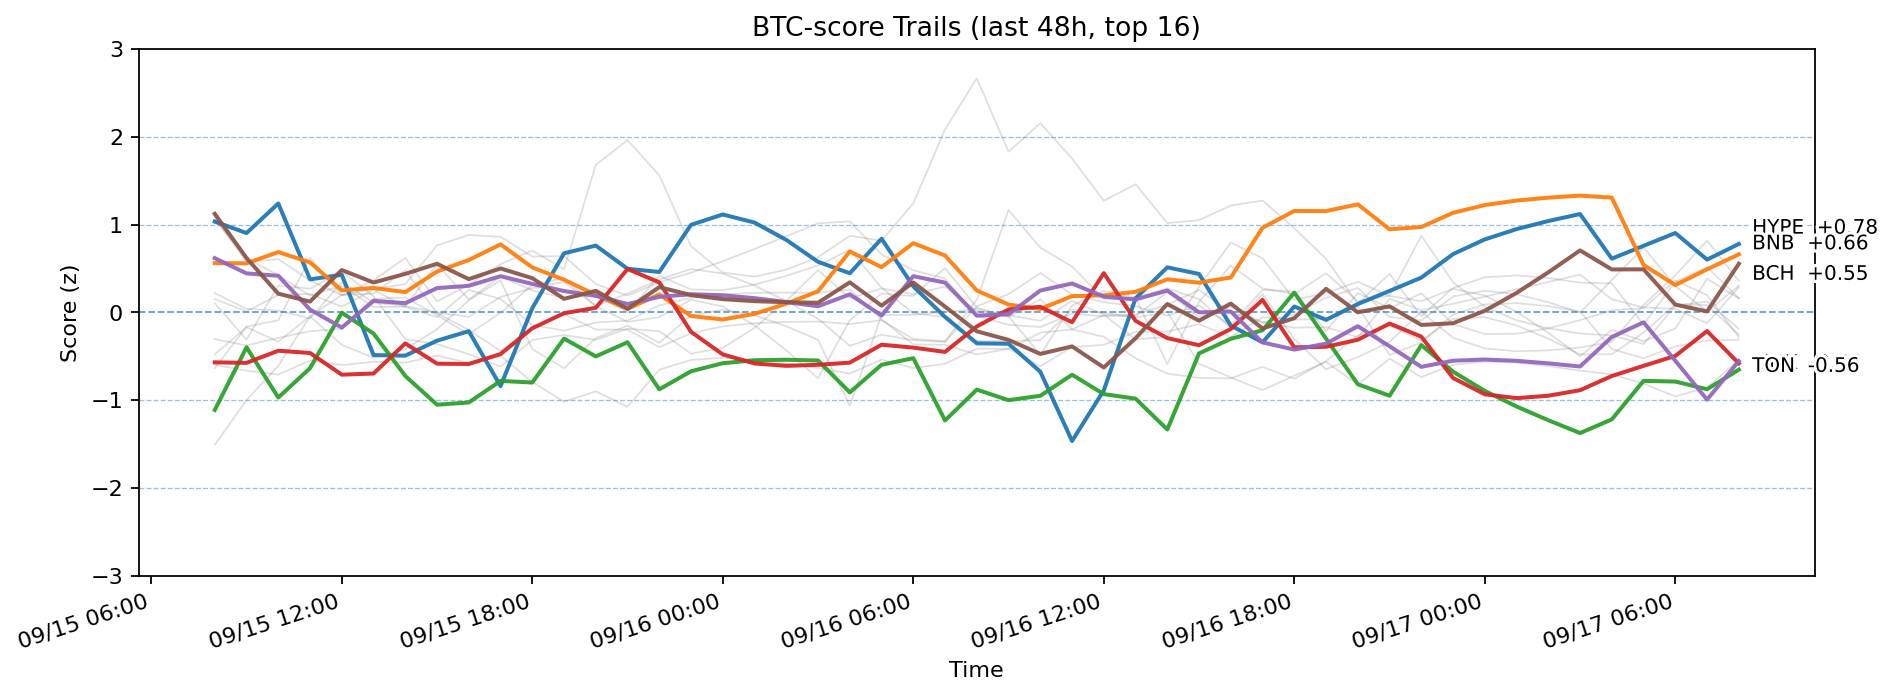 BTC-score Trails (last 48h, top 16)
Score (z)
3
2
1
0
−1
−2
−3
HYPE +0.78
BNB +0.66
BCH +0.55
TON -0.56
09/15 06:00
09/15 12:00
09/15 18:00
09/16 00:00
09/16 06:00
09/16 12:00
09/16 18:00
09/17 00:00
09/17 06:00
Time